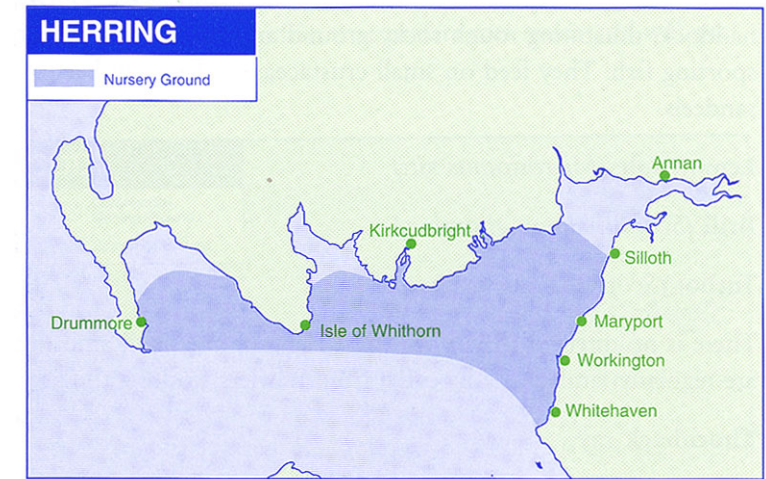 HERRING
Nursery Ground
Annan
Kirkcudbright
Silloth
Drummore
Isle of Whithorn
Maryport
Workington
Whitehaven